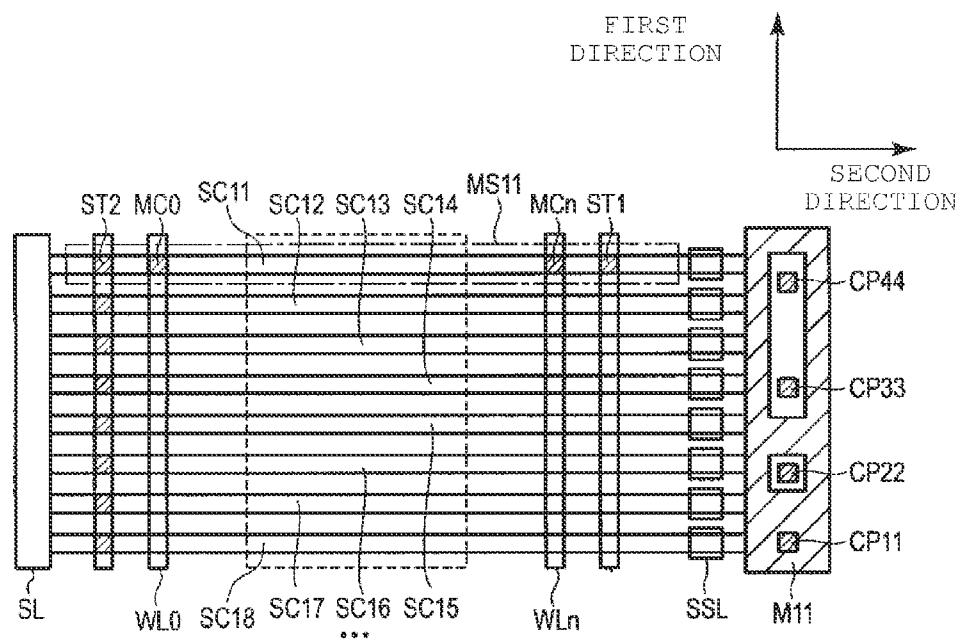 FIRST
DIRECTION
SECOND
DIRECTION
ST2 MC0 SC11 SC12 SC13 SC14 MS11 MCn ST1
CP44
CP33
CP22
CP11
SL WL0 SC18 SC17 SC16 SC15 WLn SSL M11
...